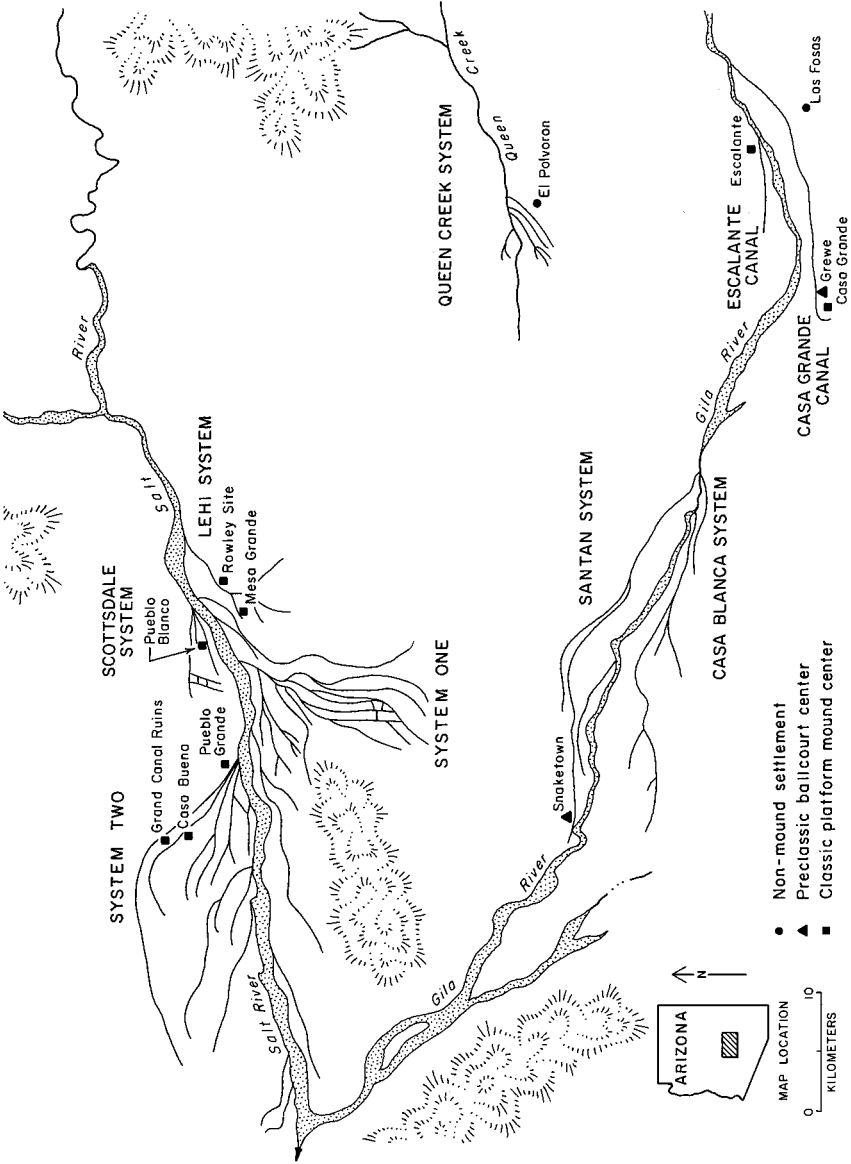 SYSTEM TWO
Grand Canal Ruins
Casa Buena
Pueblo
Grande
SCOTTSDALE
SYSTEM
Pueblo
Blanco
LEHI SYSTEM
Rowley Site
Mesa Grande
SYSTEM ONE
Salt River
Salt
River
QUEEN CREEK SYSTEM
Queen
Creek
El Polvoron
Gila
River
Snaketown
SANTAN SYSTEM
CASA BLANCA SYSTEM
Gila
River
ESCALANTE
CANAL
Escalante
CASA GRANDE
CANAL
Grewe
Casa Grande
Las Fosas
ARIZONA
N
MAP LOCATION
0 10
KILOMETERS
Non-mound settlement
Preclassic ballcourt center
Classic platform mound center